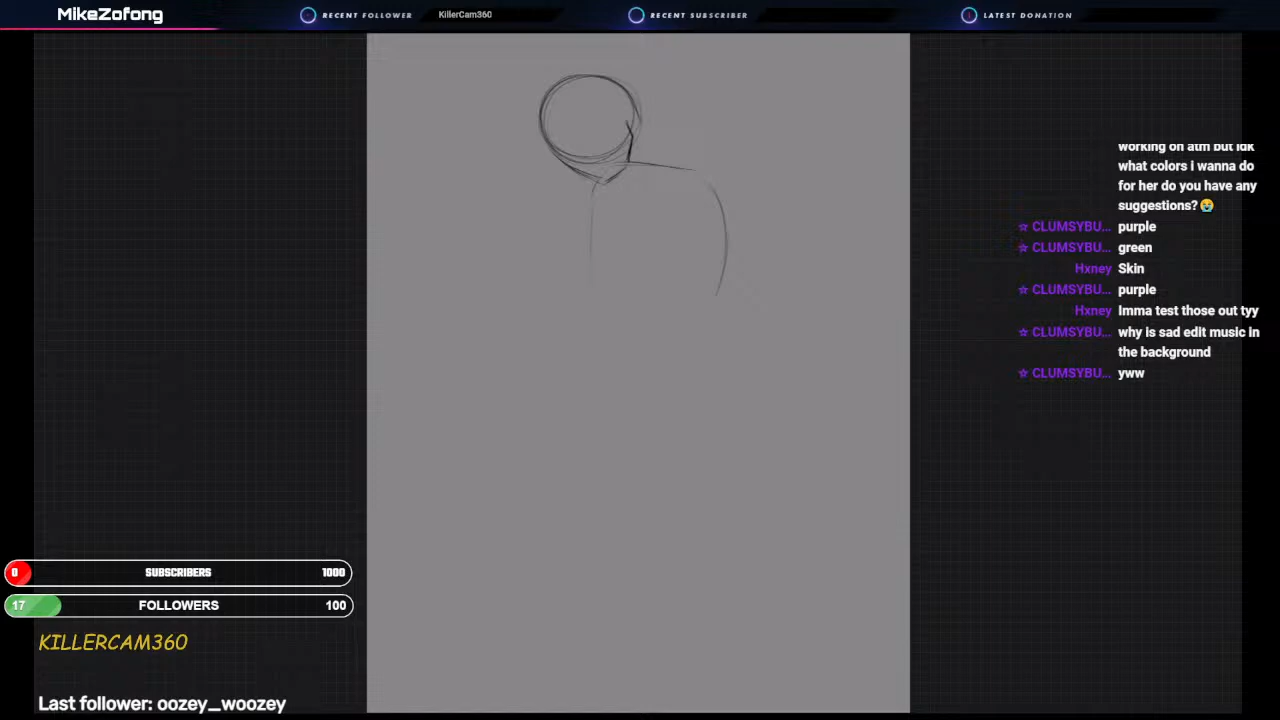 MikeZofong
RECENT FOLLOWER KillerCam360
RECENT SUBSCRIBER
LATEST DONATION
working on atm but idk
what colors i wanna do
for her do you have any
suggestions?😭
☆ CLUMSYBU... purple
☆ CLUMSYBU... green
Hxney Skin
☆ CLUMSYBU... purple
Hxney Imma test those out tyy
☆ CLUMSYBU... why is sad edit music in
the background
☆ CLUMSYBU... yww
0 SUBSCRIBERS 1000
17 FOLLOWERS 100
KILLERCAM360
Last follower: oozey_woozey